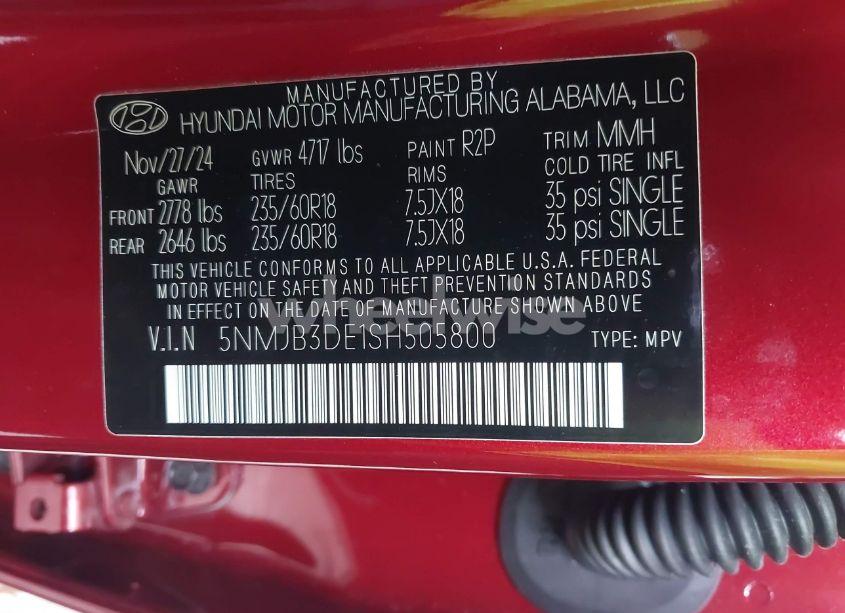 MANUFACTURED BY
HYUNDAI MOTOR MANUFACTURING ALABAMA, LLC
Nov/27/24 GVWR 4717 lbs PAINT R2P TRIM MMH
GAWR TIRES RIMS COLD TIRE INFL
FRONT 2778 lbs 235/60R18 7.5JX18 35 psi SINGLE
REAR 2646 lbs 235/60R18 7.5JX18 35 psi SINGLE
THIS VEHICLE CONFORMS TO ALL APPLICABLE U.S.A. FEDERAL
MOTOR VEHICLE SAFETY AND THEFT PREVENTION STANDARDS
IN EFFECT ON THE DATE OF MANUFACTURE SHOWN ABOVE.
wheelwise
V.I.N 5NMJB3DE1SH505800 TYPE: MPV